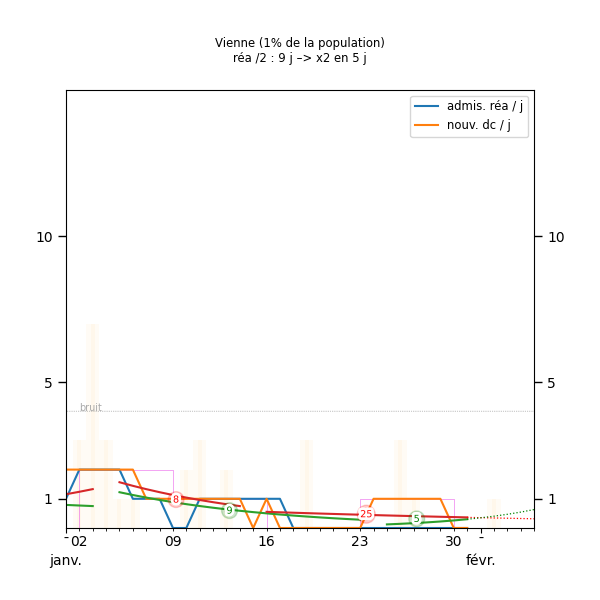 Vienne (1% de la population)
réa /2 : 9 j –> x2 en 5 j
admis. réa / j
nouv. dc / j
10
10
5
5
bruit
1
1
8
9
25
5
02
09
16
23
30
janv.
févr.